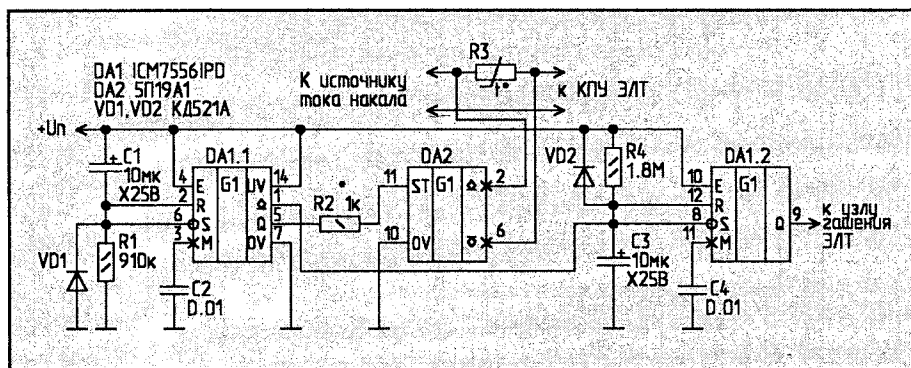 DA1 ICM7556IPD
DA2 5П19А1
VD1,VD2 КД521А
+Uп
R3
t°
К источнику
тока накала
к КПУ ЭЛТ
C1
10мк
Х25В
DA1.1
4
E
2
R
6
S
3
M
G1
14
UV
1
5
Q
7
0V
R2 1к
DA2
11
ST
10
0V
G1
2
6
VD2
R4
1.8М
DA1.2
10
E
12
R
8
S
11
M
G1
Q
9
к узлу
гашения
ЭЛТ
VD1
R1
910к
C2
0.01
C3
10мк
Х25В
C4
0.01